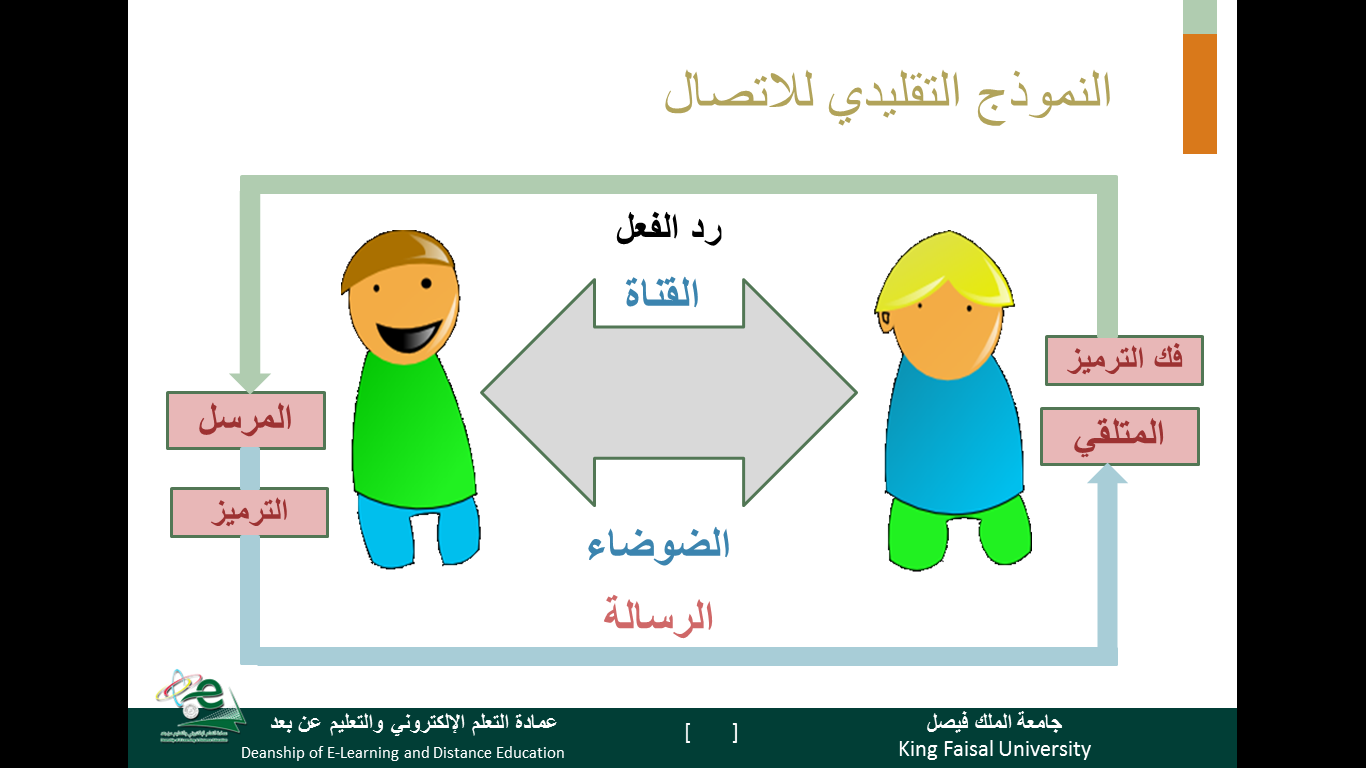 النموذج التقليدي للاتصال
رد الفعل
القناة
فك الترميز
المتلقي
المرسل
الترميز
الضوضاء
الرسالة
جامعة الملك فيصل
King Faisal University
[ ]
عمادة التعلم الإلكتروني والتعليم عن بعد
Deanship of E-Learning and Distance Education